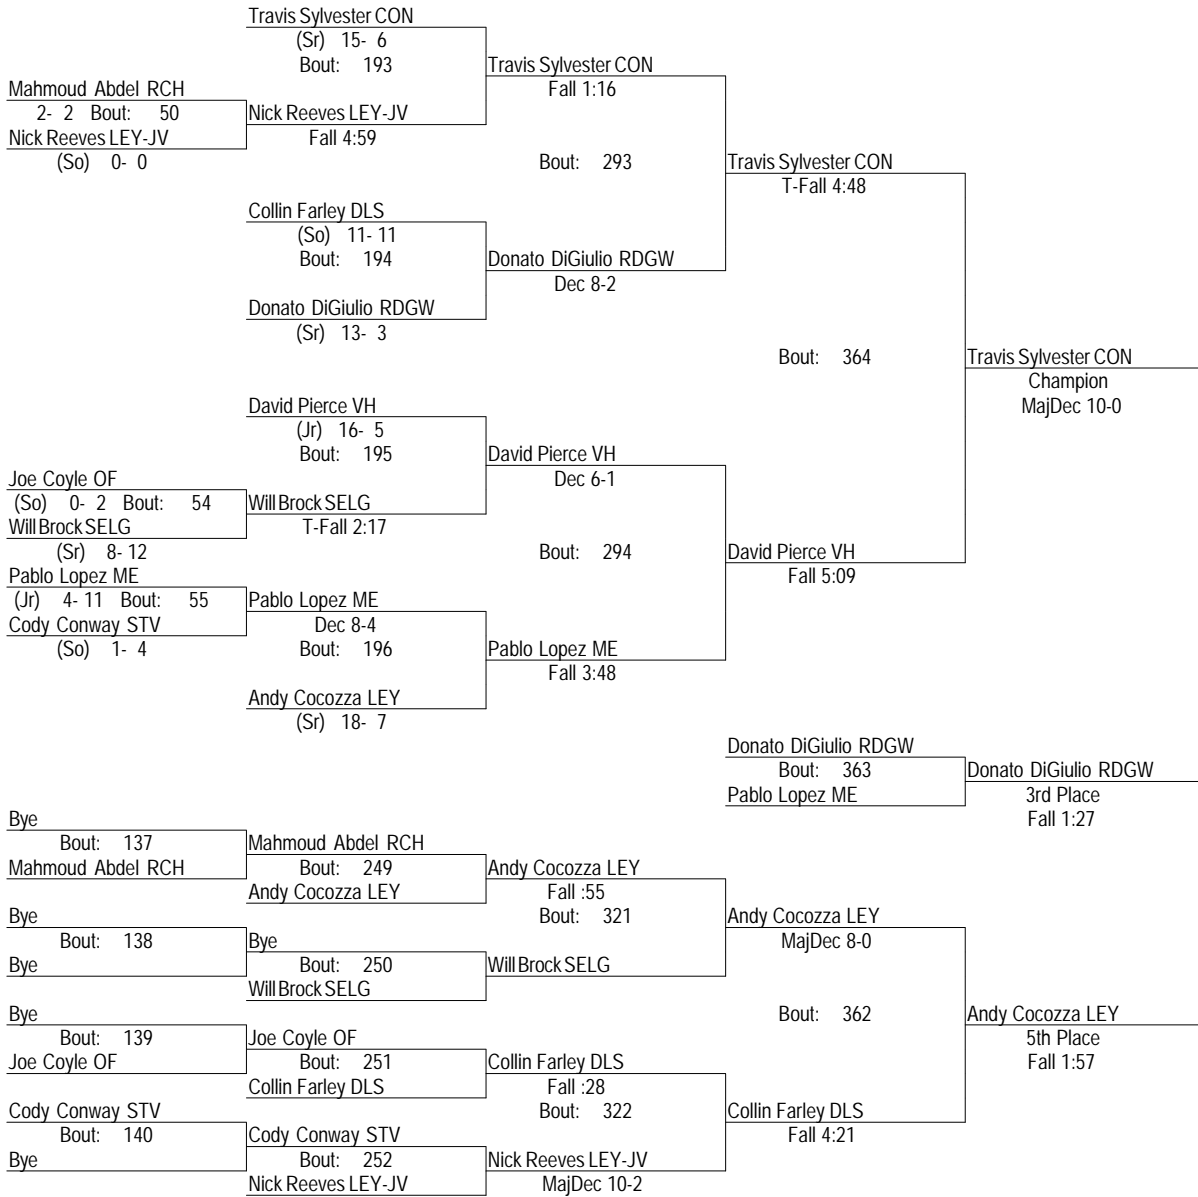 Travis Sylvester CON
(Sr) 15- 6
Bout: 193
Travis Sylvester CON
Mahmoud Abdel RCH
Fall 1:16
2- 2 Bout: 50
Nick Reeves LEY-JV
Nick Reeves LEY-JV
Fall 4:59
(So) 0- 0
Bout: 293
Travis Sylvester CON
T-Fall 4:48
Collin Farley DLS
(So) 11- 11
Bout: 194
Donato DiGiulio RDGW
Dec 8-2
Donato DiGiulio RDGW
(Sr) 13- 3
Bout: 364
Travis Sylvester CON
Champion
MajDec 10-0
David Pierce VH
(Jr) 16- 5
Bout: 195
David Pierce VH
Dec 6-1
Joe Coyle OF
(So) 0- 2 Bout: 54
Will Brock SELG
Will Brock SELG
T-Fall 2:17
(Sr) 8- 12
Bout: 294
David Pierce VH
Fall 5:09
Pablo Lopez ME
(Jr) 4- 11 Bout: 55
Pablo Lopez ME
Cody Conway STV
Dec 8-4
(So) 1- 4
Bout: 196
Pablo Lopez ME
Fall 3:48
Andy Cocozza LEY
(Sr) 18- 7
Donato DiGiulio RDGW
Bout: 363
Donato DiGiulio RDGW
Pablo Lopez ME
3rd Place
Fall 1:27
Bye
Bout: 137
Mahmoud Abdel RCH
Mahmoud Abdel RCH
Bout: 249
Andy Cocozza LEY
Andy Cocozza LEY
Fall :55
Bye
Bout: 321
Andy Cocozza LEY
Bout: 138
Bye
MajDec 8-0
Bye
Bout: 250
Will Brock SELG
Will Brock SELG
Bye
Bout: 362
Andy Cocozza LEY
Bout: 139
Joe Coyle OF
5th Place
Joe Coyle OF
Bout: 251
Collin Farley DLS
Fall 1:57
Collin Farley DLS
Fall :28
Cody Conway STV
Bout: 322
Collin Farley DLS
Bout: 140
Cody Conway STV
Fall 4:21
Bye
Bout: 252
Nick Reeves LEY-JV
Nick Reeves LEY-JV
MajDec 10-2